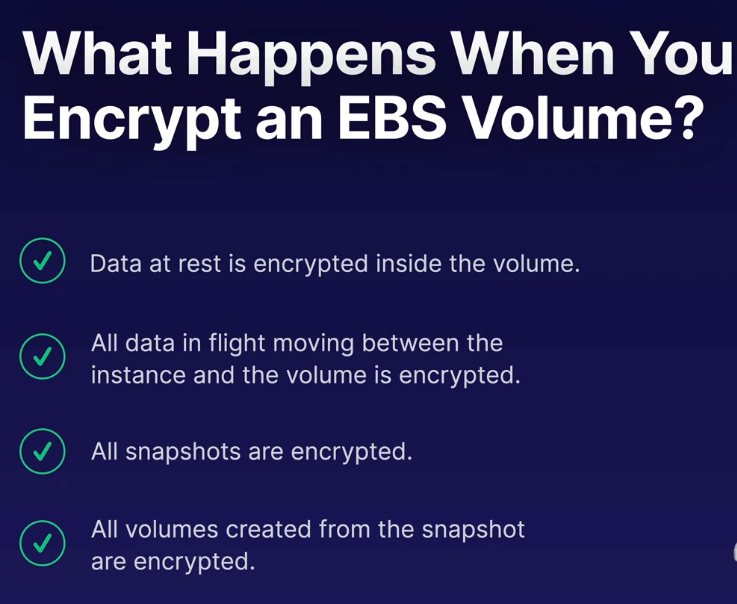 What Happens When You
Encrypt an EBS Volume?
Data at rest is encrypted inside the volume.
All data in flight moving between the
instance and the volume is encrypted.
All snapshots are encrypted.
All volumes created from the snapshot
are encrypted.